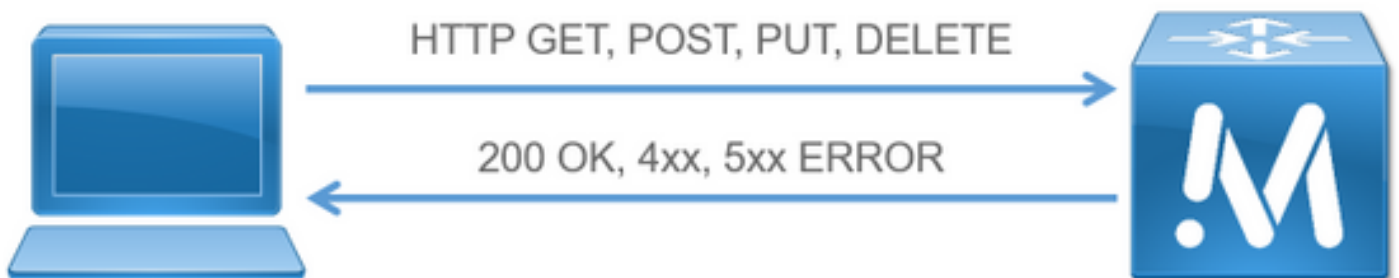 HTTP GET, POST, PUT, DELETE
200 OK, 4xx, 5xx ERROR